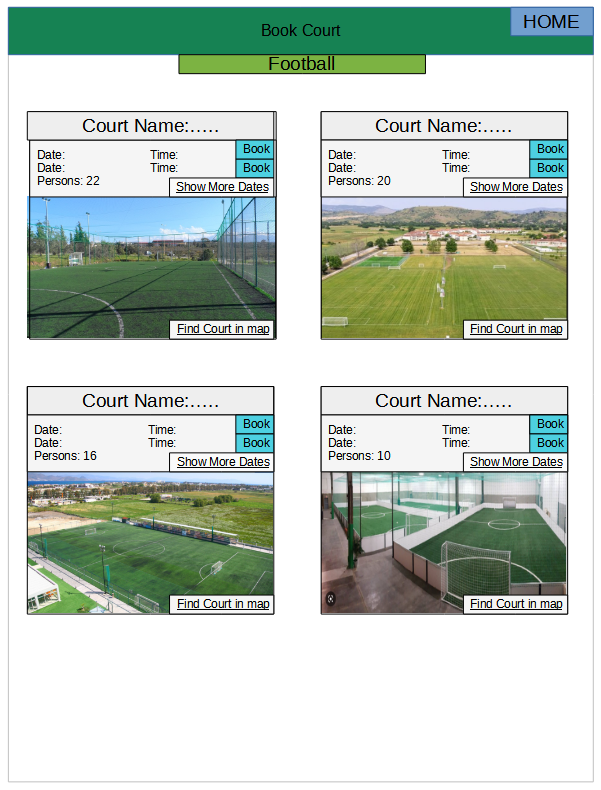 Book Court
HOME
Football
Court Name:.....
Date: Time: Book
Date: Time: Book
Persons: 22
Show More Dates
Find Court in map
Court Name:.....
Date: Time: Book
Date: Time: Book
Persons: 20
Show More Dates
Find Court in map
Court Name:.....
Date: Time: Book
Date: Time: Book
Persons: 16
Show More Dates
Find Court in map
Court Name:.....
Date: Time: Book
Date: Time: Book
Persons: 10
Show More Dates
Find Court in map